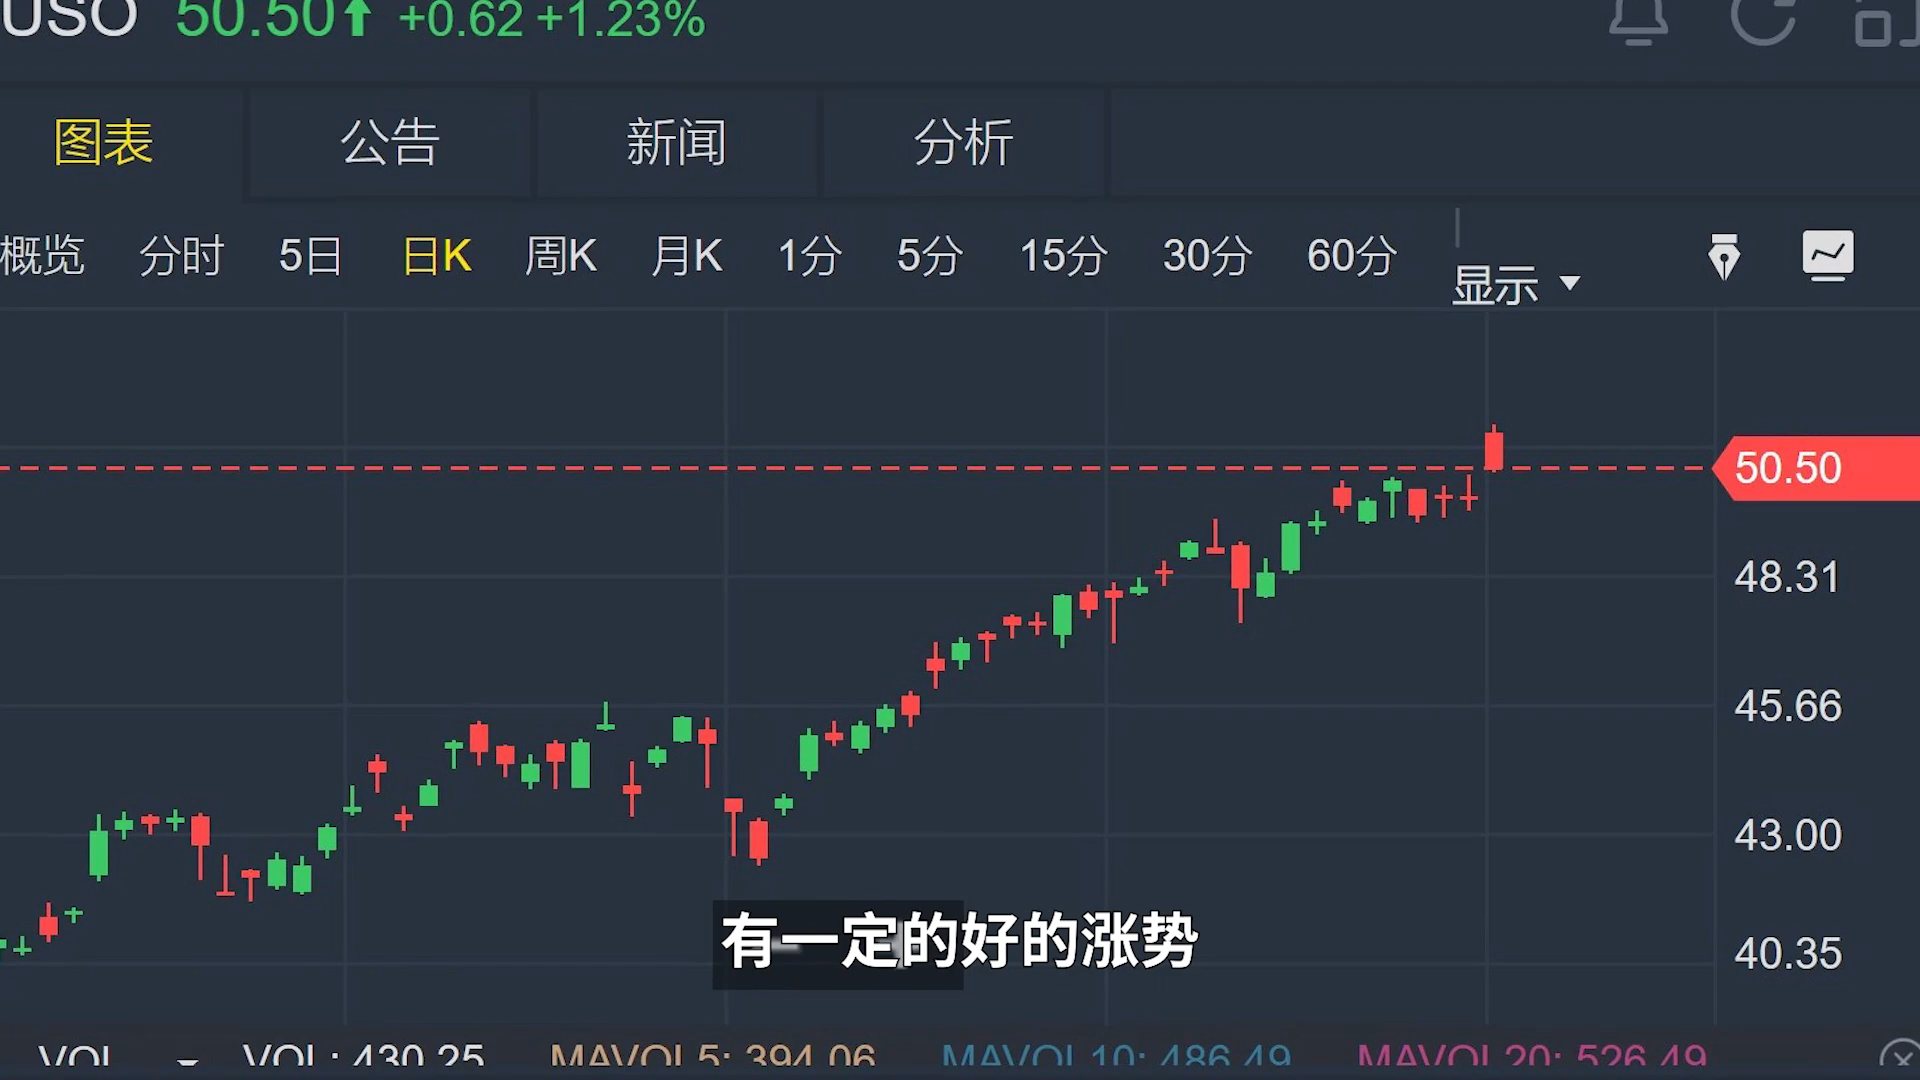 USO 50.50 +0.62 +1.23%
图表 公告 新闻 分析
概览 分时 5日 日K 周K 月K 1分 5分 15分 30分 60分 显示
50.50
48.31
45.66
43.00
有一定的好的涨势
40.35
VOL VOL: 430.25 MAVOL5: 394.06 MAVOL10: 486.49 MAVOL20: 526.49